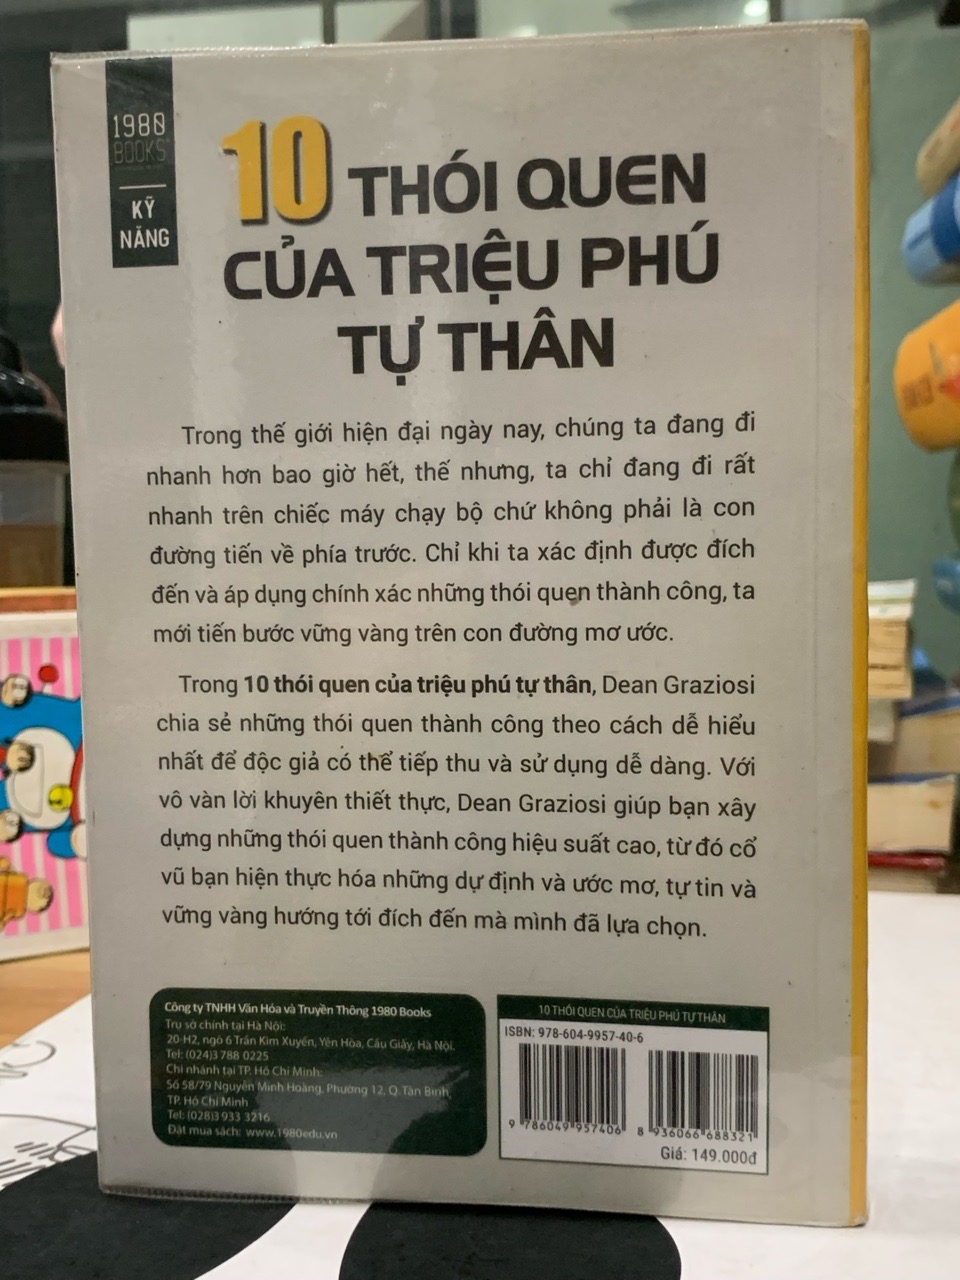 1980
BOOKS
KỸ
NĂNG
10 THÓI QUEN
CỦA TRIỆU PHÚ
TỰ THÂN
Trong thế giới hiện đại ngày nay, chúng ta đang đi
nhanh hơn bao giờ hết, thế nhưng, ta chỉ đang đi rất
nhanh trên chiếc máy chạy bộ chứ không phải là con
đường tiến về phía trước. Chỉ khi ta xác định được đích
đến và áp dụng chính xác những thói quen thành công, ta
mới tiến bước vững vàng trên con đường mơ ước.
Trong 10 thói quen của triệu phú tự thân, Dean Graziosi
chia sẻ những thói quen thành công theo cách dễ hiểu
nhất để độc giả có thể tiếp thu và sử dụng dễ dàng. Với
vô vàn lời khuyên thiết thực, Dean Graziosi giúp bạn xây
dựng những thói quen thành công hiệu suất cao, từ đó cổ
vũ bạn hiện thực hóa những dự định và ước mơ, tự tin và
vững vàng hướng tới đích đến mà mình đã lựa chọn.
Công ty TNHH Văn Hóa và Truyền Thông 1980 Books
Trụ sở chính tại Hà Nội:
20-H2, ngõ 6 Trần Kim Xuyến, Yên Hòa, Cầu Giấy, Hà Nội.
Tel: (024)3 788 0225
Chi nhánh tại TP. Hồ Chí Minh:
Số 58/79 Nguyễn Minh Hoàng, Phường 12, Q. Tân Bình,
TP. Hồ Chí Minh
Tel: (028)3 933 3216
Đặt mua sách: www.1980edu.vn
10 THÓI QUEN CỦA TRIỆU PHÚ TỰ THÂN
ISBN: 978-604-9957-40-6
9 786049 957406
8 936066 688321
Giá: 149.000đ